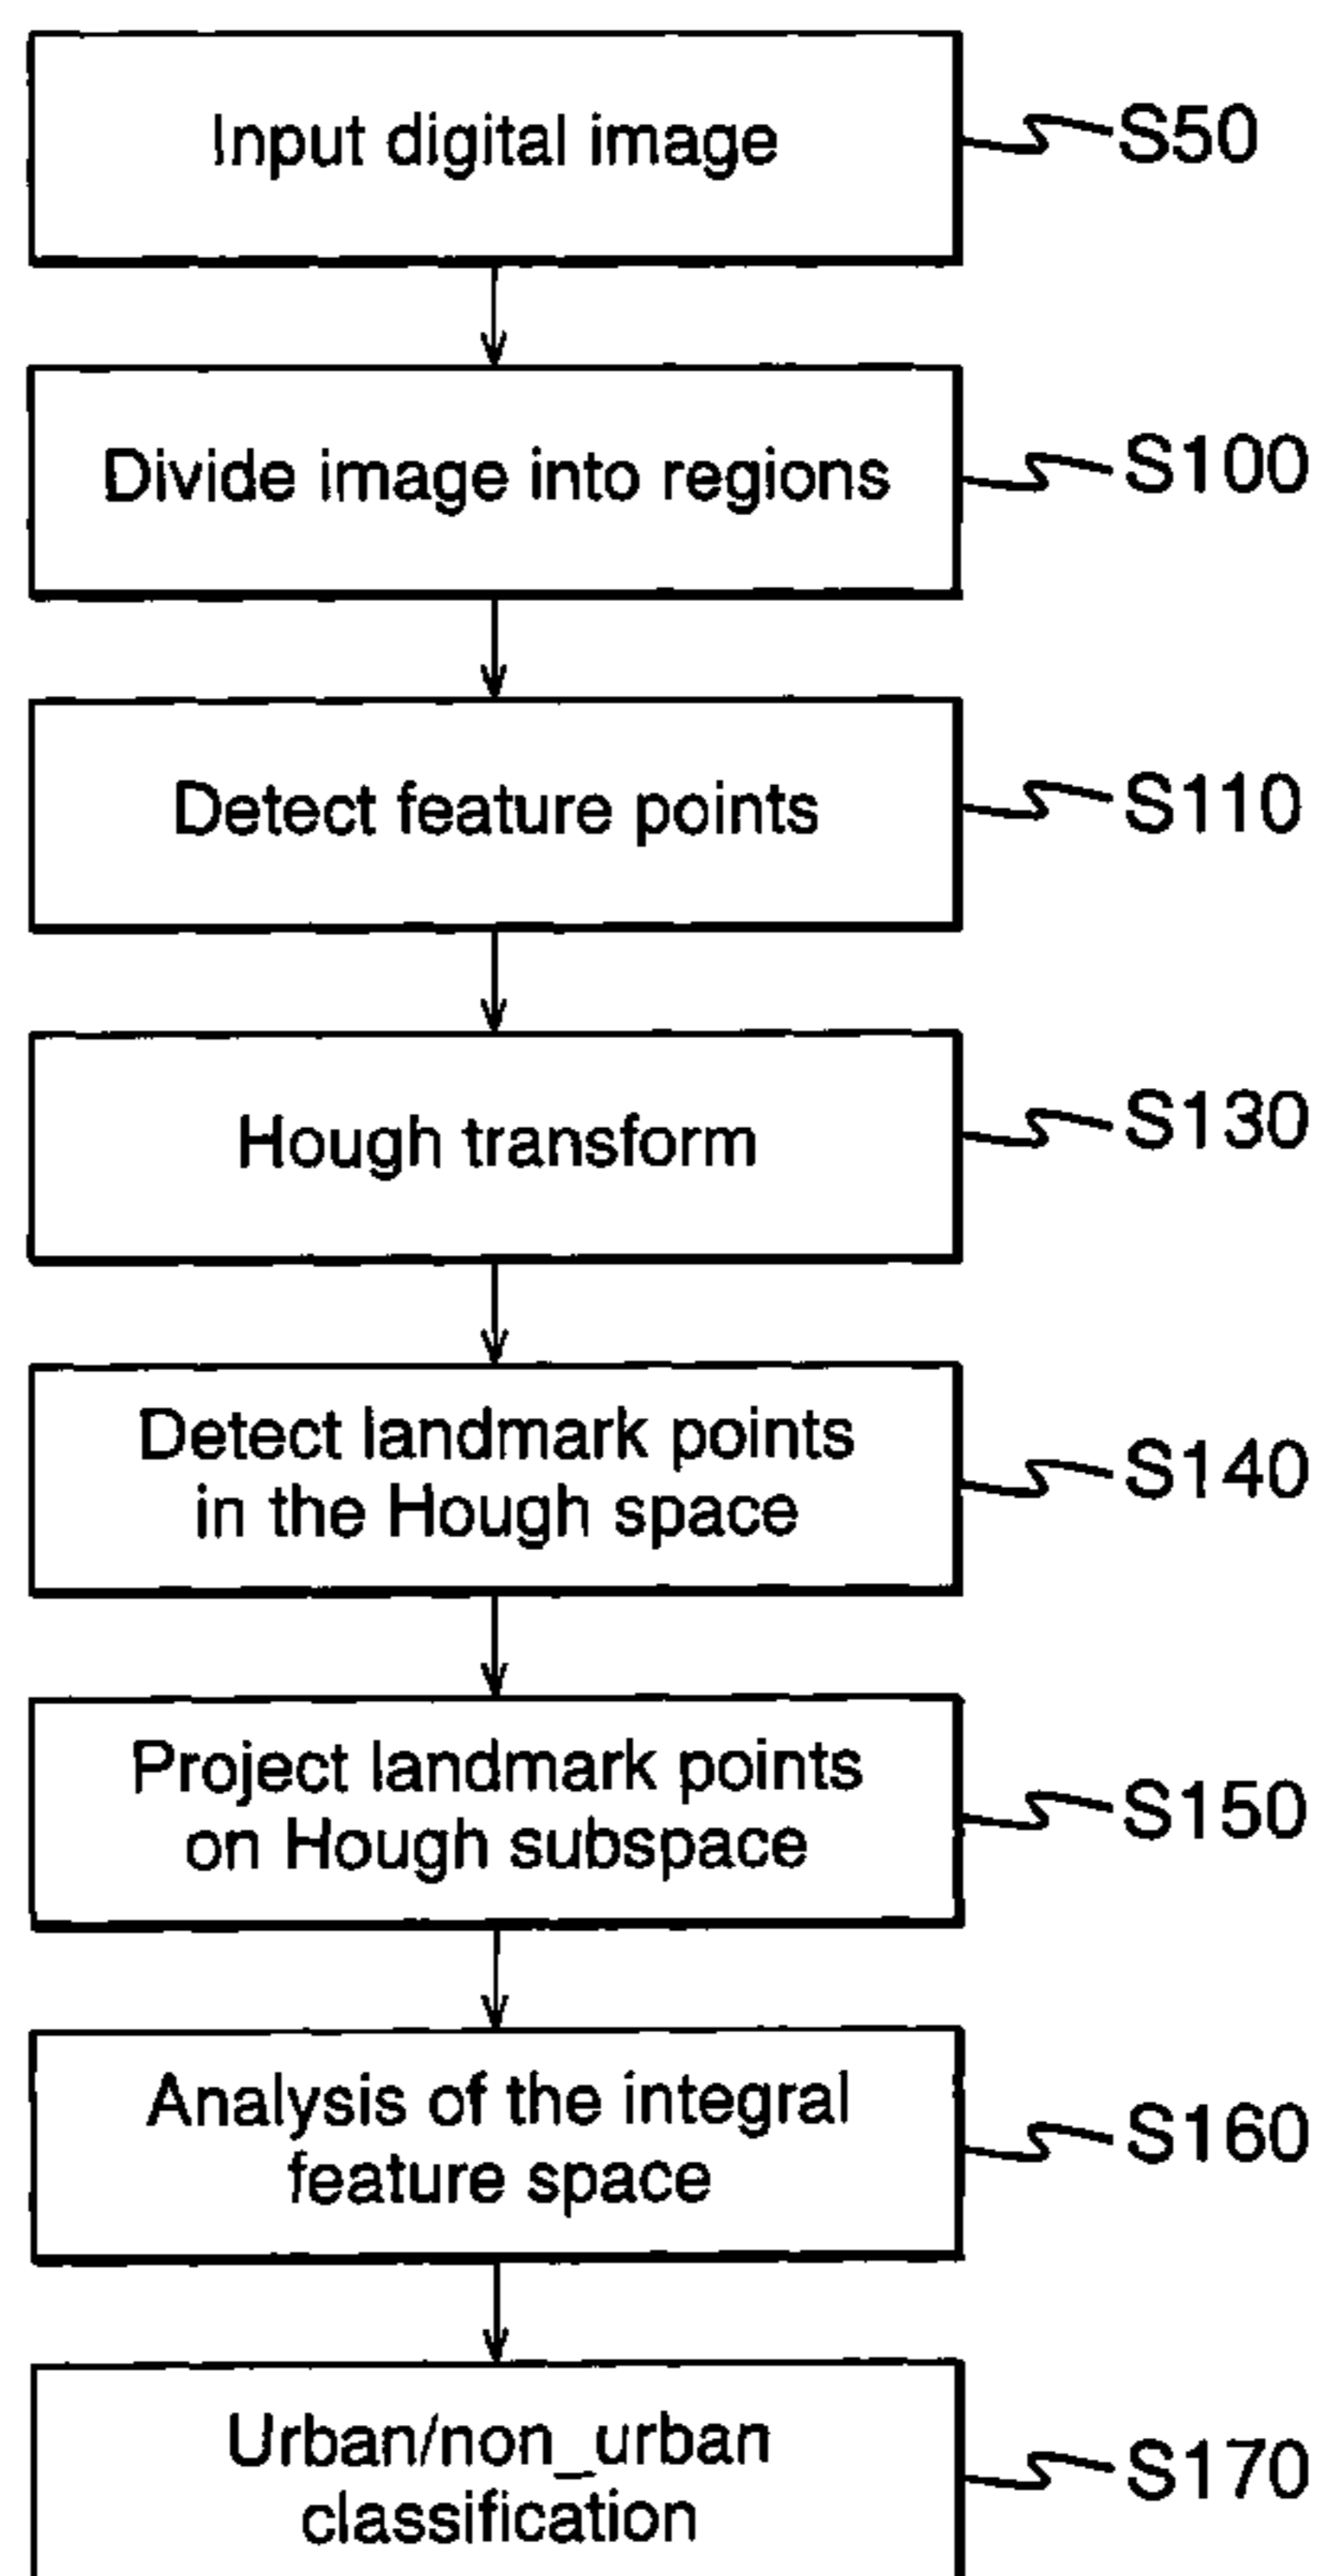 Input digital image
S50
Divide image into regions
S100
Detect feature points
S110
Hough transform
S130
Detect landmark points
in the Hough space
S140
Project landmark points
on Hough subspace
S150
Analysis of the integral
feature space
S160
Urban/non_urban
classification
S170